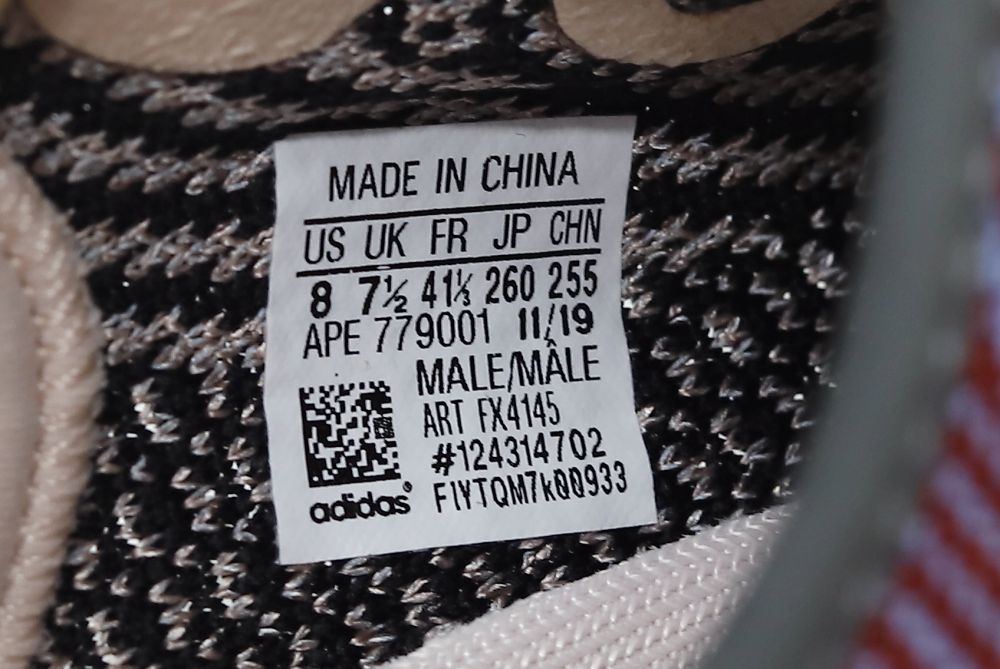 MADE IN CHINA
US UK FR JP CHN
8 7½ 41⅓ 260 255
APE 779001 11/19
MALE/MÂLE
ART FX4145
#124314702
F1YTQM7k00933
adidas®